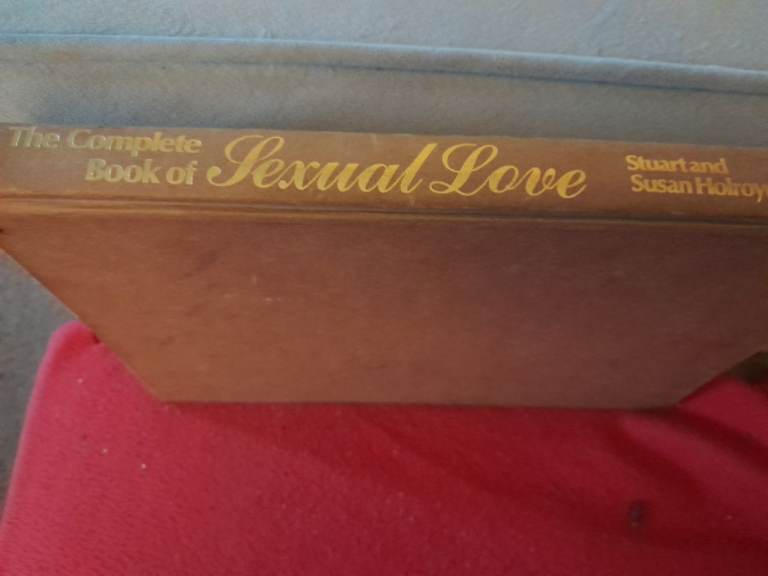 The Complete
Book of
Sexual Love
Stuart and
Susan Holroy